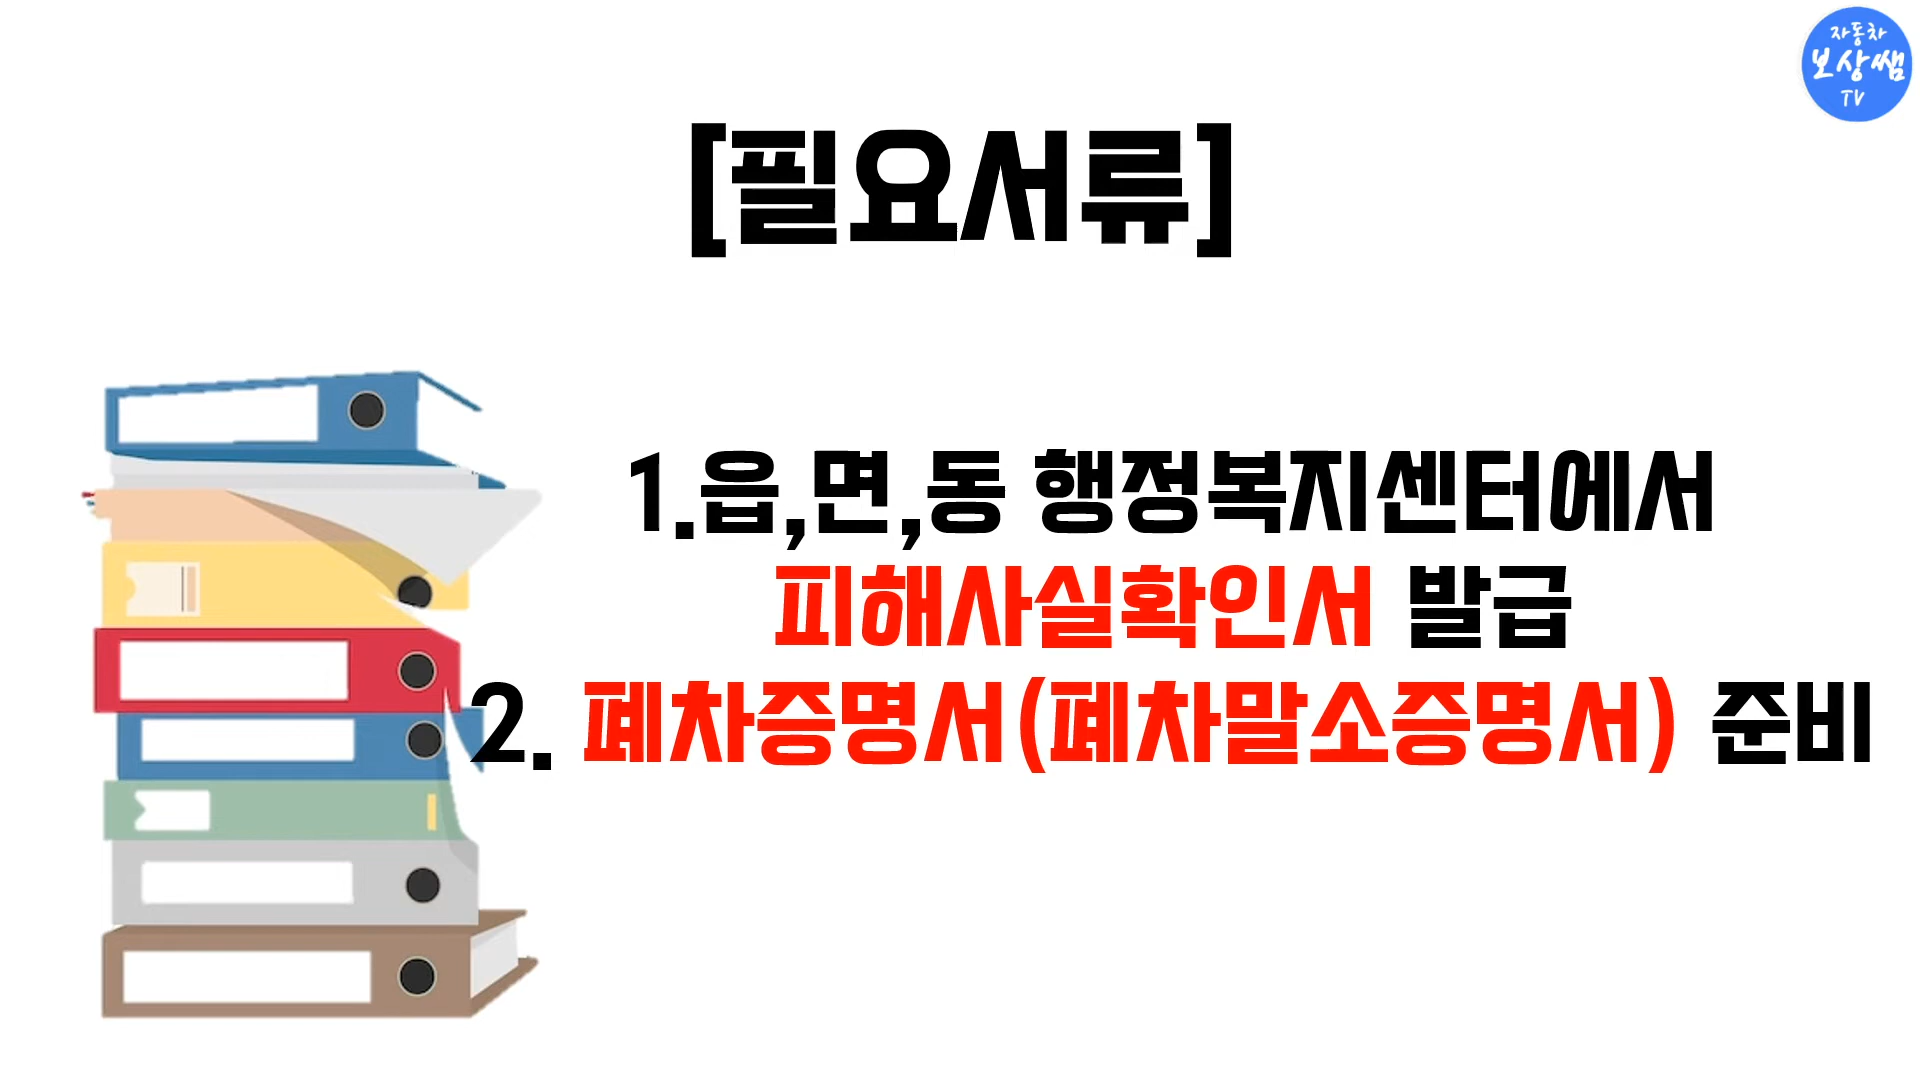 자동차
보상쌤
TV
[필요서류]
1.읍,면,동 행정복지센터에서
피해사실확인서 발급
2. 폐차증명서(폐차말소증명서) 준비